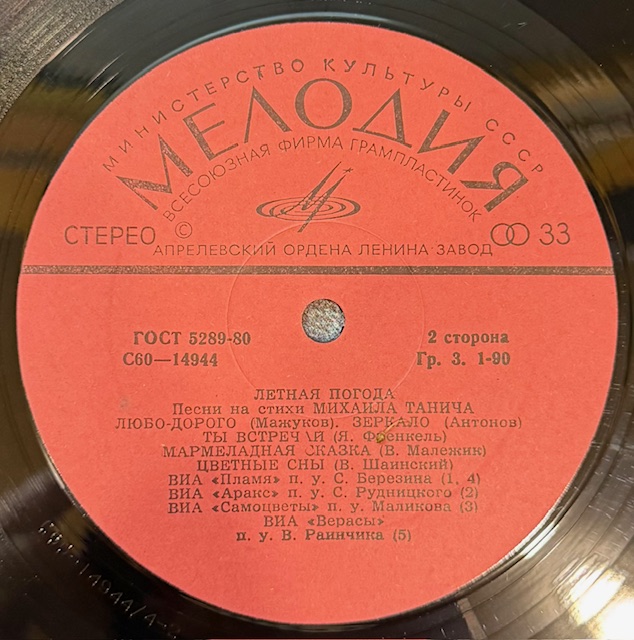 МИНИСТЕРСТВО КУЛЬТУРЫ СССР
МЕЛОДИЯ
ВСЕСОЮЗНАЯ ФИРМА ГРАМПЛАСТИНОК
СТЕРЕО © 33
АПРЕЛЕВСКИЙ ОРДЕНА ЛЕНИНА ЗАВОД
ГОСТ 5289-80 2 сторона
С60—14944 Гр. 3. 1-90
ЛЕТНАЯ ПОГОДА
Песни на стихи МИХАИЛА ТАНИЧА
ЛЮБО-ДОРОГО (Мажуков). ЗЕРКАЛО (Антонов)
ТЫ ВСТРЕЧАЙ (Я. Френкель)
МАРМЕЛАДНАЯ СКАЗКА (В. Малежик)
ЦВЕТНЫЕ СНЫ (В. Шаинский)
ВИА «Пламя» п. у. С. Березина (1, 4)
ВИА «Аракс» п. у. С. Рудницкого (2)
ВИА «Самоцветы» п. у. Маликова (3)
ВИА «Верасы»
п. у. В. Раинчика (5)